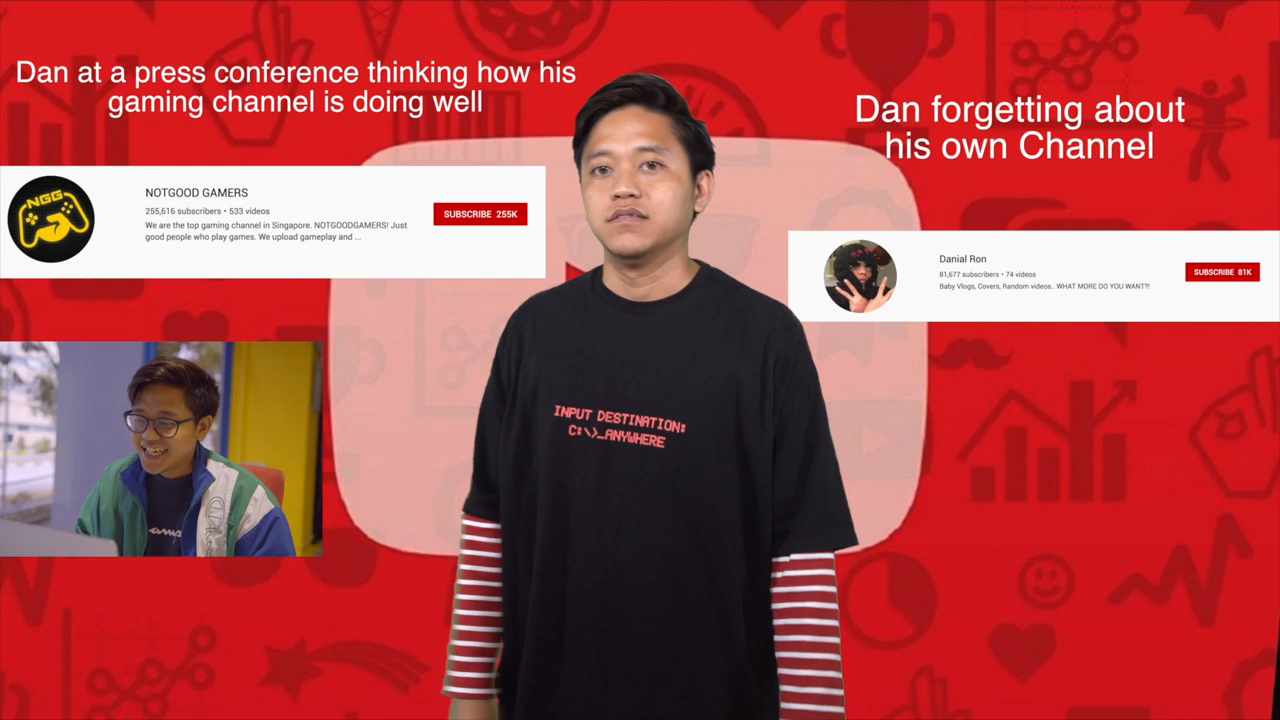 Dan at a press conference thinking how his
gaming channel is doing well
NGG
NOTGOOD GAMERS
255,616 subscribers • 533 videos
We are the top gaming channel in Singapore. NOTGOODGAMERS! Just
good people who play games. We upload gameplay and ...
SUBSCRIBE 255K
Dan forgetting about
his own Channel
Danial Ron
81,677 subscribers • 74 videos
Baby Vlogs, Covers, Random videos.. WHAT MORE DO YOU WANT?!
SUBSCRIBE 81K
INPUT DESTINATION:
C:\>_ANYWHERE